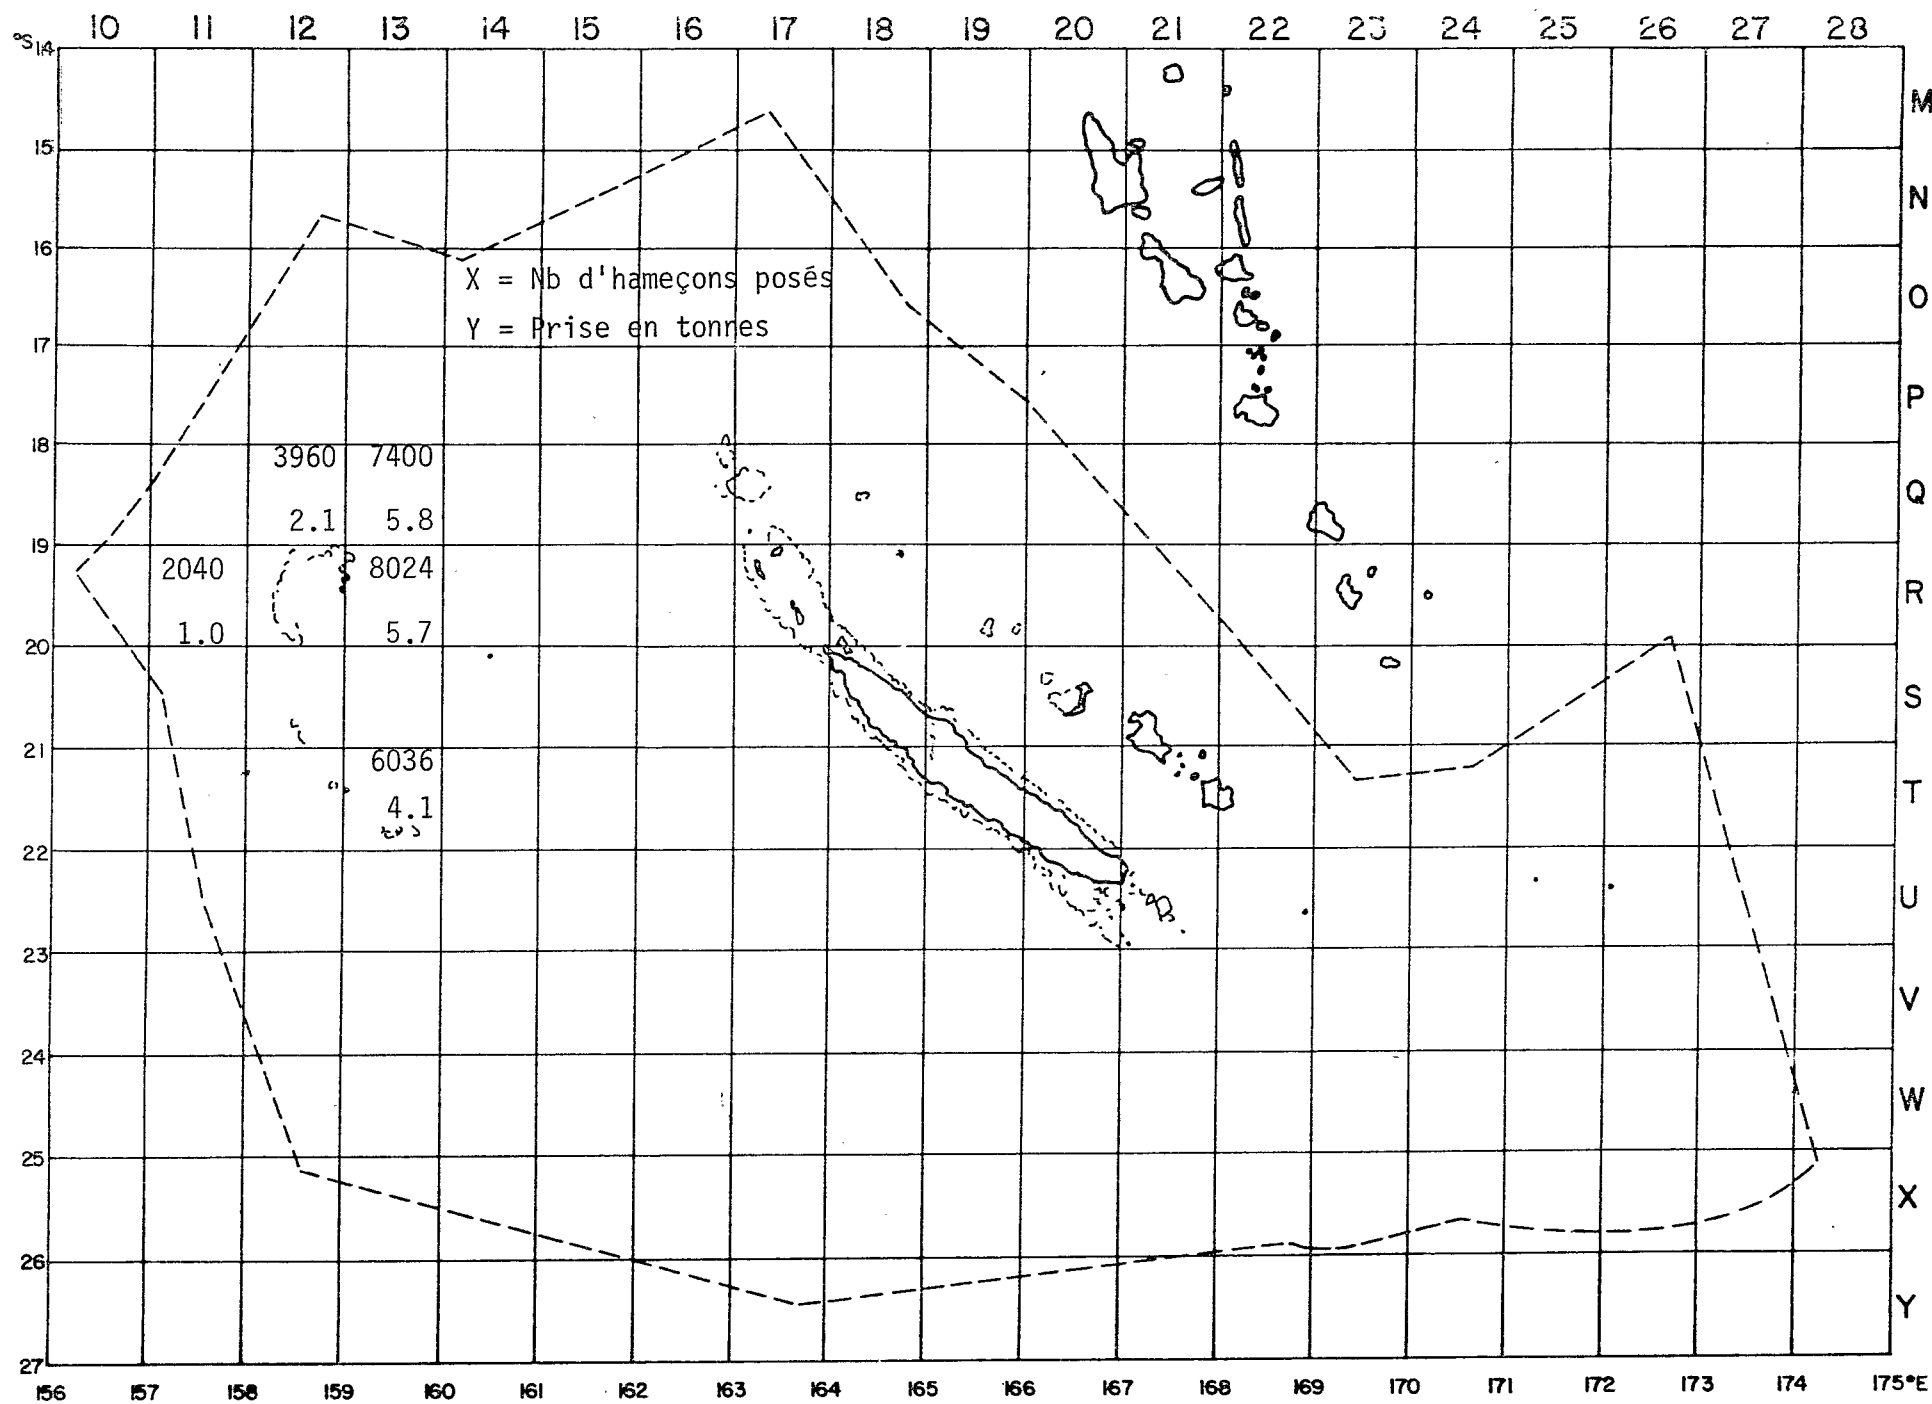 10 11 12 13 14 15 16 17 18 19 20 21 22 23 24 25 26 27 28
°S 14
M
15
N
16
X = Nb d'hameçons posés
O
Y = Prise en tonnes
17
P
18
3960 7400
Q
2.1 5.8
19
2040 8024
R
1.0 5.7
20
S
21
6036
T
4.1
22
U
23
V
24
W
25
X
26
Y
27
156 157 158 159 160 161 162 163 164 165 166 167 168 169 170 171 172 173 174 175°E